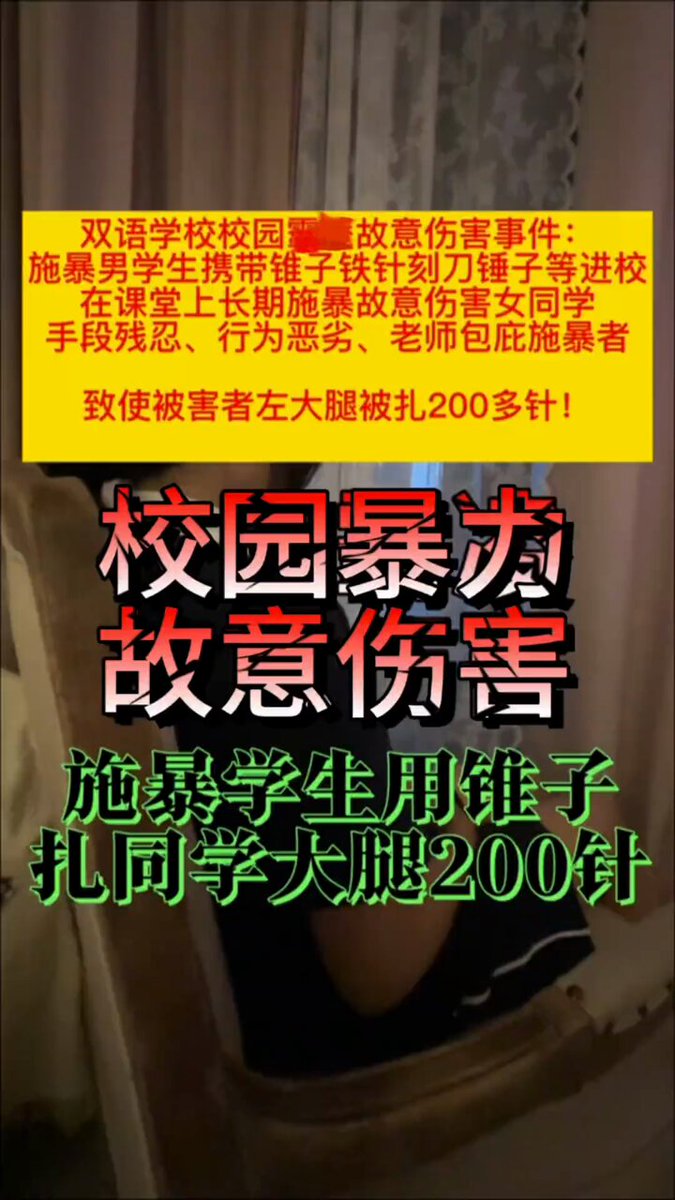 双语学校校园故意伤害事件：
施暴男学生携带锥子铁针刻刀锤子等进校
在课堂上长期施暴故意伤害女同学
手段残忍、行为恶劣、老师包庇施暴者
致使被害者左大腿被扎200多针！
校园暴力
故意伤害
施暴学生用锥子
扎同学大腿200针